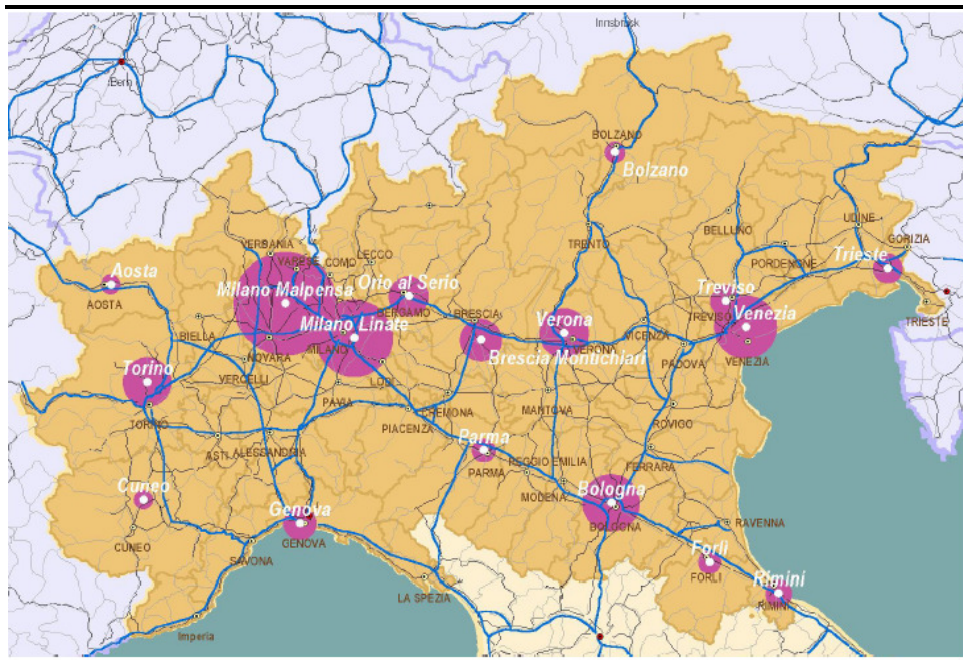 Innsbruck
Bern
BOLZANO
Bolzano
UDINE
BELLUNO
GORIZIA
TRENTO
Trieste
PORDENONE
VERBANIA
LECCO
VARESE
COMO
Aosta
Orio al Serio
Milano Malpensa
Treviso
AOSTA
TRIESTE
BERGAMO
BRESCIA
TREVISO
Venezia
Milano Linate
Verona
VICENZA
BIELLA
VERONA
Brescia Montichiari
MILANO
NOVARA
PADOVA
VENEZIA
Torino
VERCELLI
LODI
PAVIA
CREMONA
MANTOVA
TORINO
PIACENZA
ROVIGO
ASTI
ALESSANDRIA
Parma
REGGIO EMILIA
PARMA
FERRARA
Cuneo
MODENA
Bologna
Genova
BOLOGNA
RAVENNA
CUNEO
GENOVA
SAVONA
Forlì
FORLI
Rimini
LA SPEZIA
RIMINI
Imperia